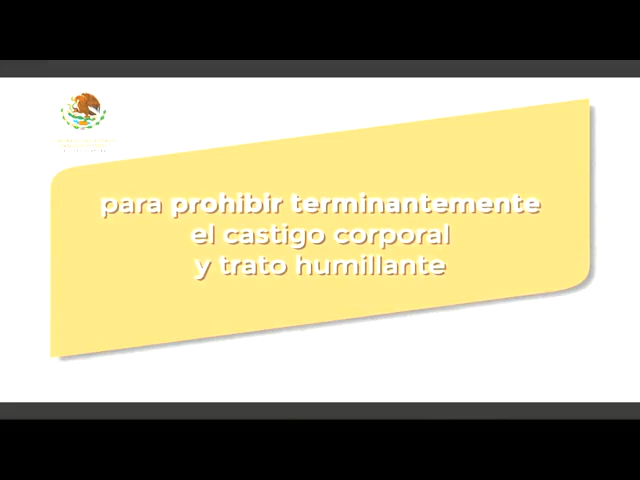 para prohibir terminantemente
el castigo corporal
y trato humillante